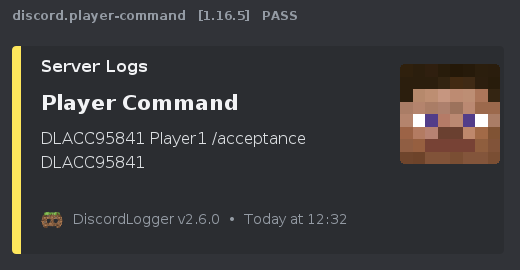 discord.player-command [1.16.5] PASS
Server Logs
Player Command
DLACC95841 Player1 /acceptance
DLACC95841
DiscordLogger v2.6.0 • Today at 12:32